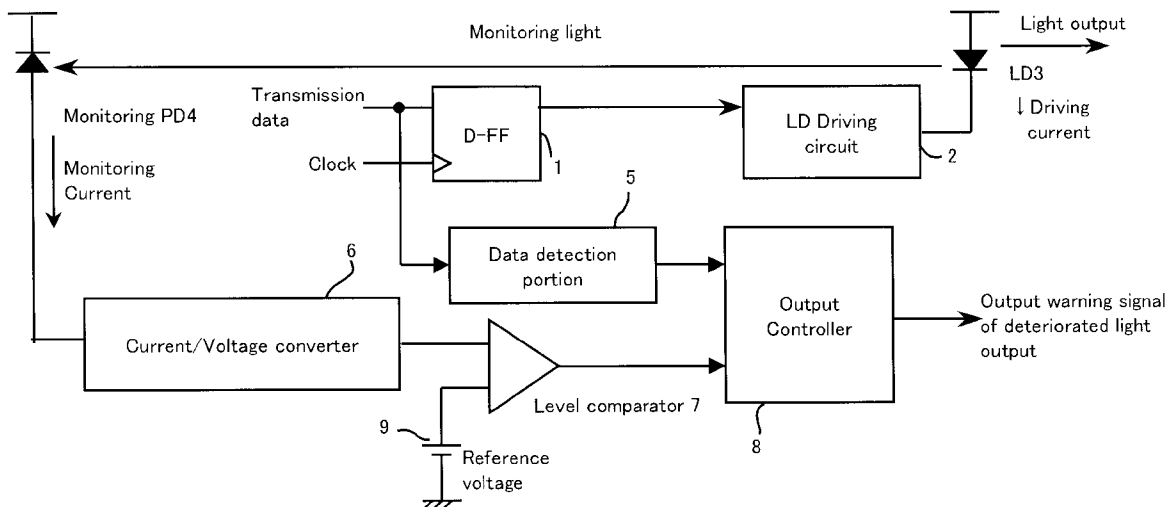 Monitoring light
Light output
LD3
↓ Driving
current
Monitoring PD4
Monitoring
Current
Transmission
data
Clock
D-FF
1
LD Driving
circuit
2
5
Data detection
portion
6
Current/Voltage converter
Output
Controller
8
Output warning signal
of deteriorated light
output
Level comparator 7
9
Reference
voltage